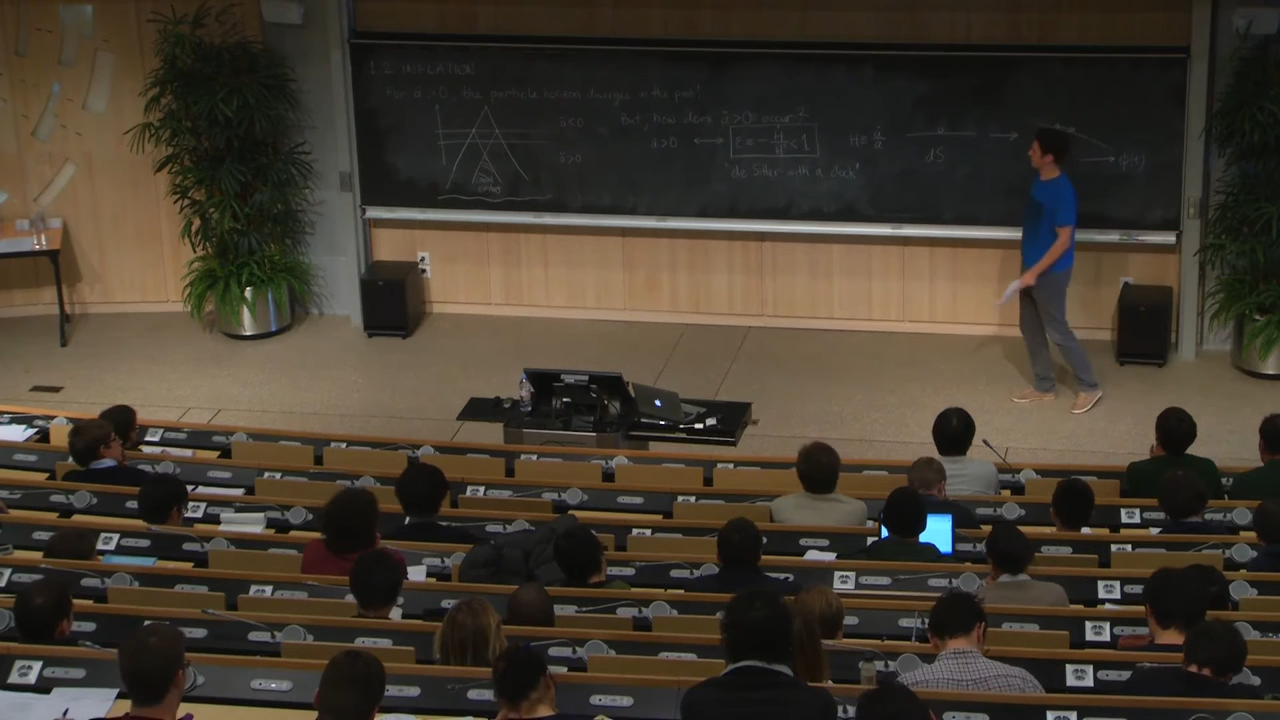 1.2. INFLATION
For ä>0, the particle horizon diverges in the past!
ä<0
ä>0
But, how does ä>0 occur?
ä>0 ⟷ ε = - Ḣ/H² < 1
"de Sitter with a clock"
H = ȧ/a
dS
ϕ(t)